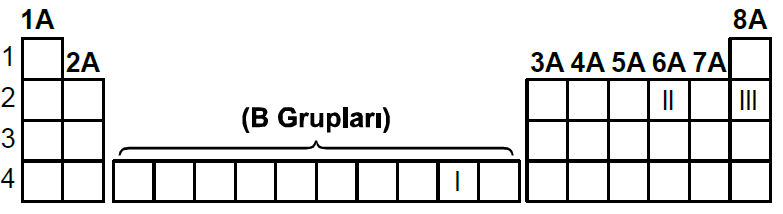 1A 8A
1 2A 3A 4A 5A 6A 7A
2 II III
(B Grupları)
3
4 I